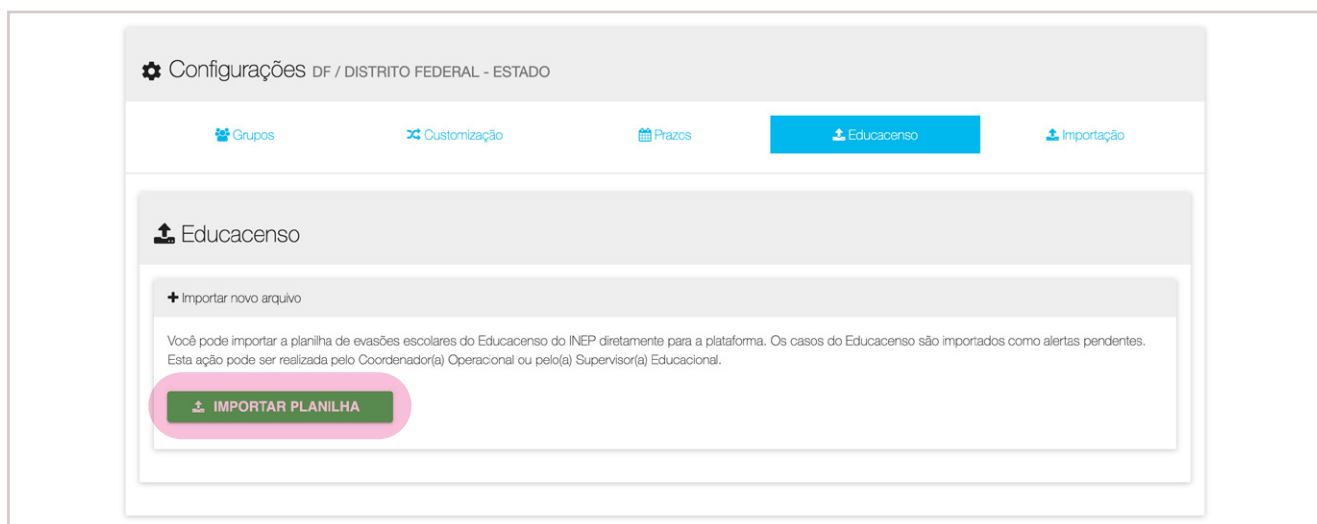 Configurações DF / DISTRITO FEDERAL - ESTADO
Grupos
Customização
Prazos
Educacenso
Importação
Educacenso
Importar novo arquivo
Você pode importar a planilha de evasões escolares do Educacenso do INEP diretamente para a plataforma. Os casos do Educacenso são importados como alertas pendentes.
Esta ação pode ser realizada pelo Coordenador(a) Operacional ou pelo(a) Supervisor(a) Educacional.
IMPORTAR PLANILHA